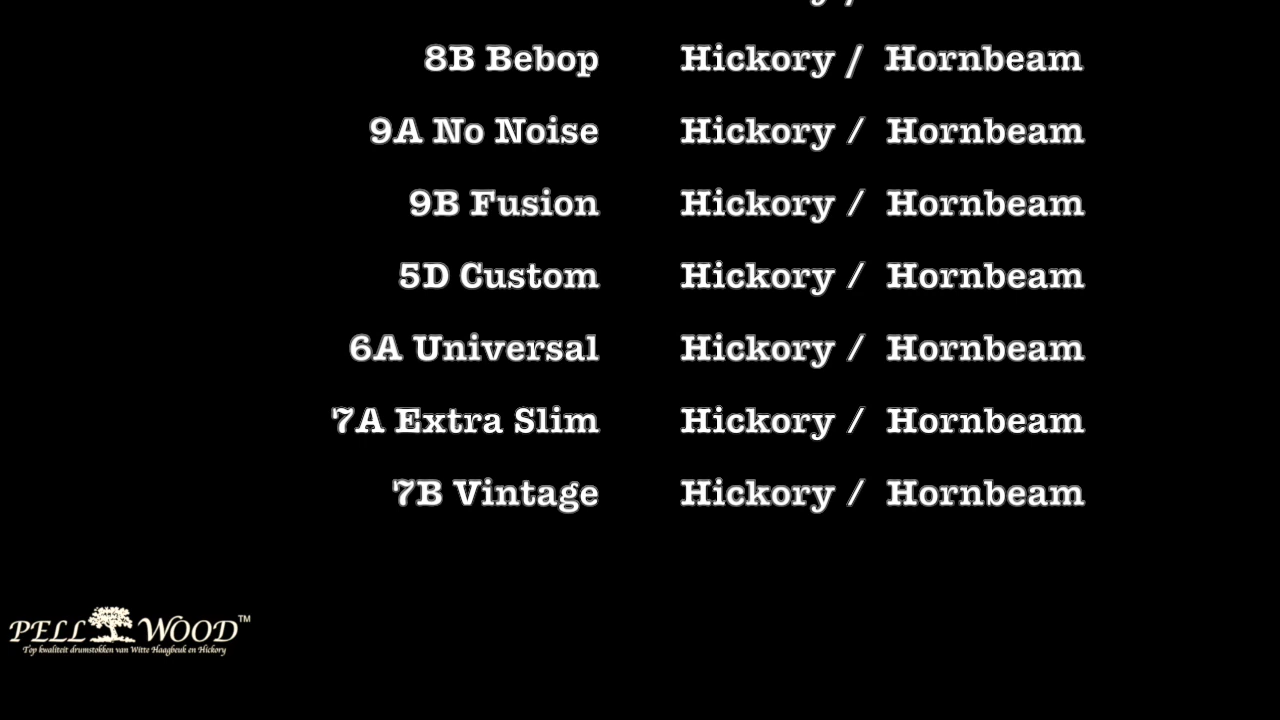 8B Bebop Hickory / Hornbeam
9A No Noise Hickory / Hornbeam
9B Fusion Hickory / Hornbeam
5D Custom Hickory / Hornbeam
6A Universal Hickory / Hornbeam
7A Extra Slim Hickory / Hornbeam
7B Vintage Hickory / Hornbeam
PELL WOOD™
Top kwaliteit drumstokken van Witte Haagbeuk en Hickory